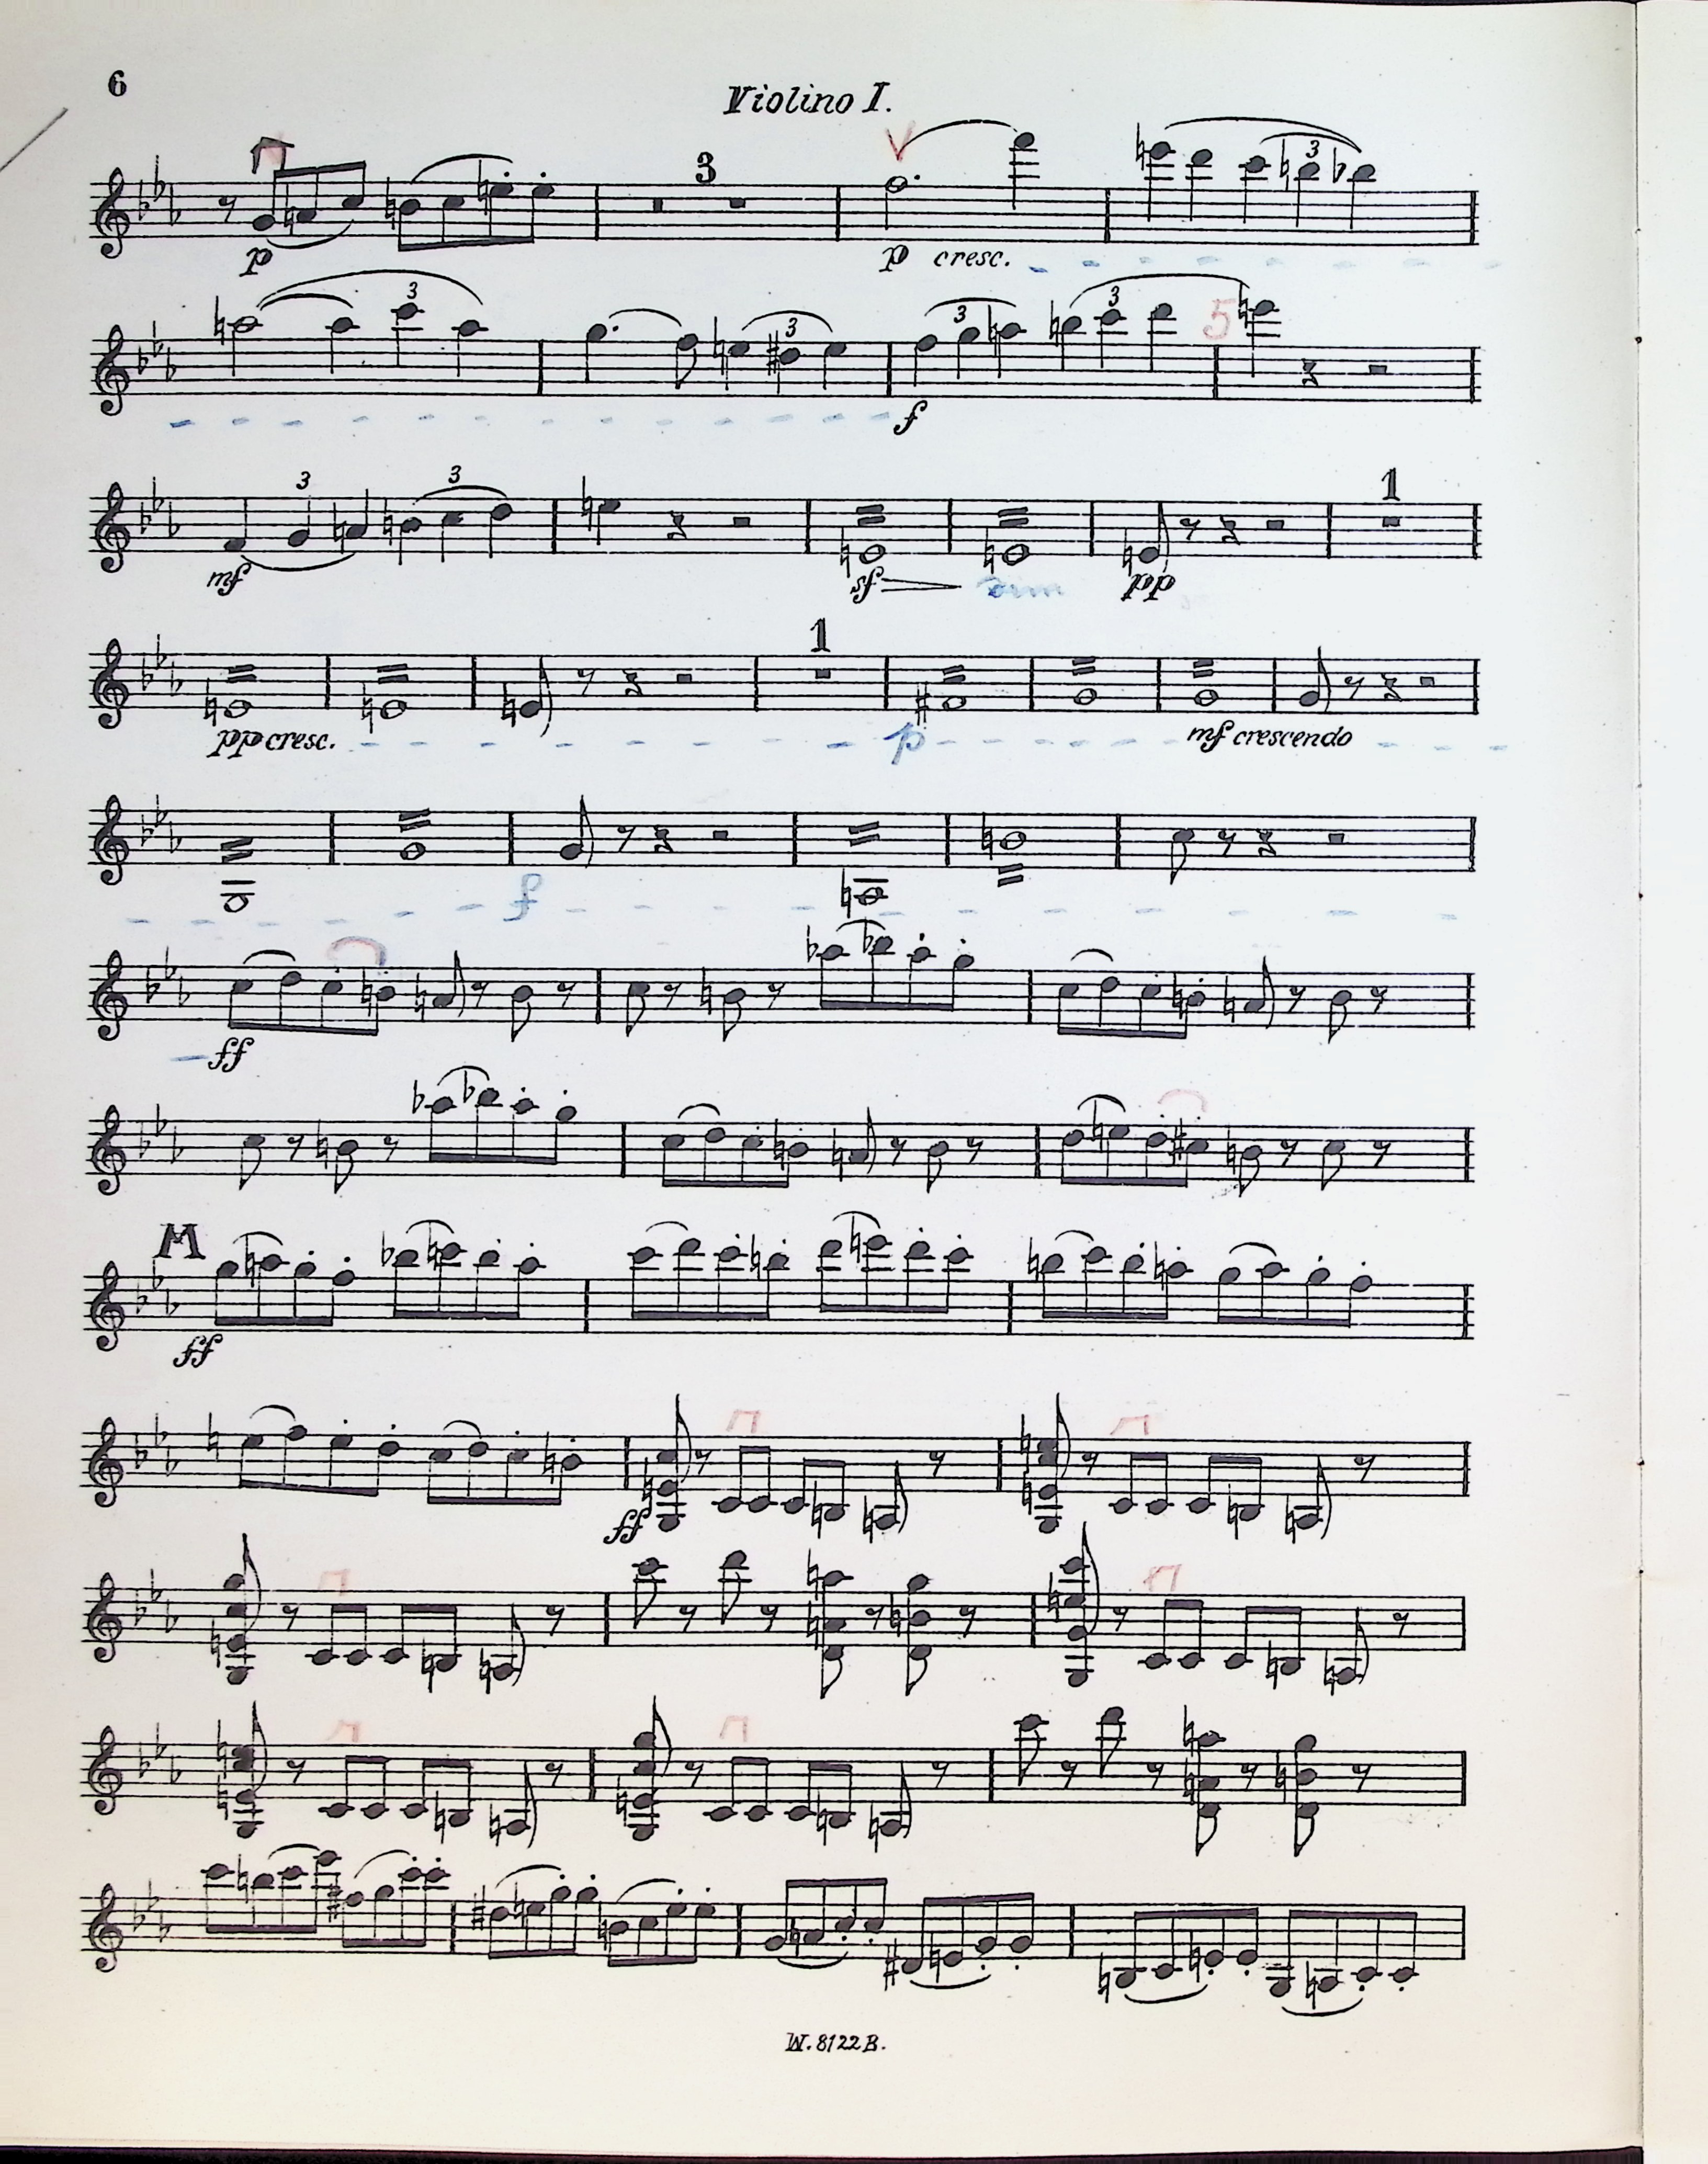 6
Violino I.
3
p
p cresc.
3
3
3
3
3
5
f
3
3
1
mf
sf
dim
pp
1
pp cresc.
p
mf crescendo
f
ff
M
ff
ff
W. 8122 B.